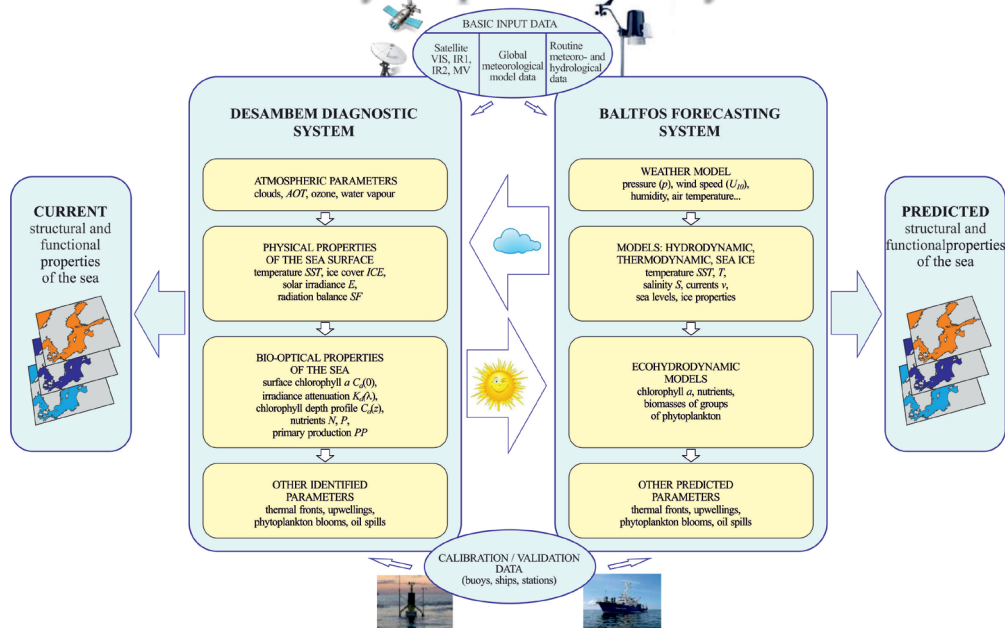 BASIC INPUT DATA
Satellite
VIS, IR1,
IR2, MV
Global
meteorological
model data
Routine
meteoro- and
hydrological
data
DESAMBEM DIAGNOSTIC
SYSTEM
ATMOSPHERIC PARAMETERS
clouds, AOT, ozone, water vapour
PHYSICAL PROPERTIES
OF THE SEA SURFACE
temperature SST, ice cover ICE,
solar irradiance E,
radiation balance SF
BIO-OPTICAL PROPERTIES
OF THE SEA
surface chlorophyll a Cₐ(0),
irradiance attenuation K_d(λ),
chlorophyll depth profile Cₐ(z),
nutrients N, P,
primary production PP
OTHER IDENTIFIED
PARAMETERS
thermal fronts, upwellings,
phytoplankton blooms, oil spills
BALTFOS FORECASTING
SYSTEM
WEATHER MODEL
pressure (p), wind speed (U₁₀),
humidity, air temperature...
MODELS: HYDRODYNAMIC,
THERMODYNAMIC, SEA ICE
temperature SST, T,
salinity S, currents v,
sea levels, ice properties
ECOHYDRODYNAMIC
MODELS
chlorophyll a, nutrients,
biomasses of groups
of phytoplankton
OTHER PREDICTED
PARAMETERS
thermal fronts, upwellings,
phytoplankton blooms, oil spills
CURRENT
structural and
functional
properties
of the sea
PREDICTED
structural and
functionalproperties
of the sea
CALIBRATION / VALIDATION
DATA
(buoys, ships, stations)